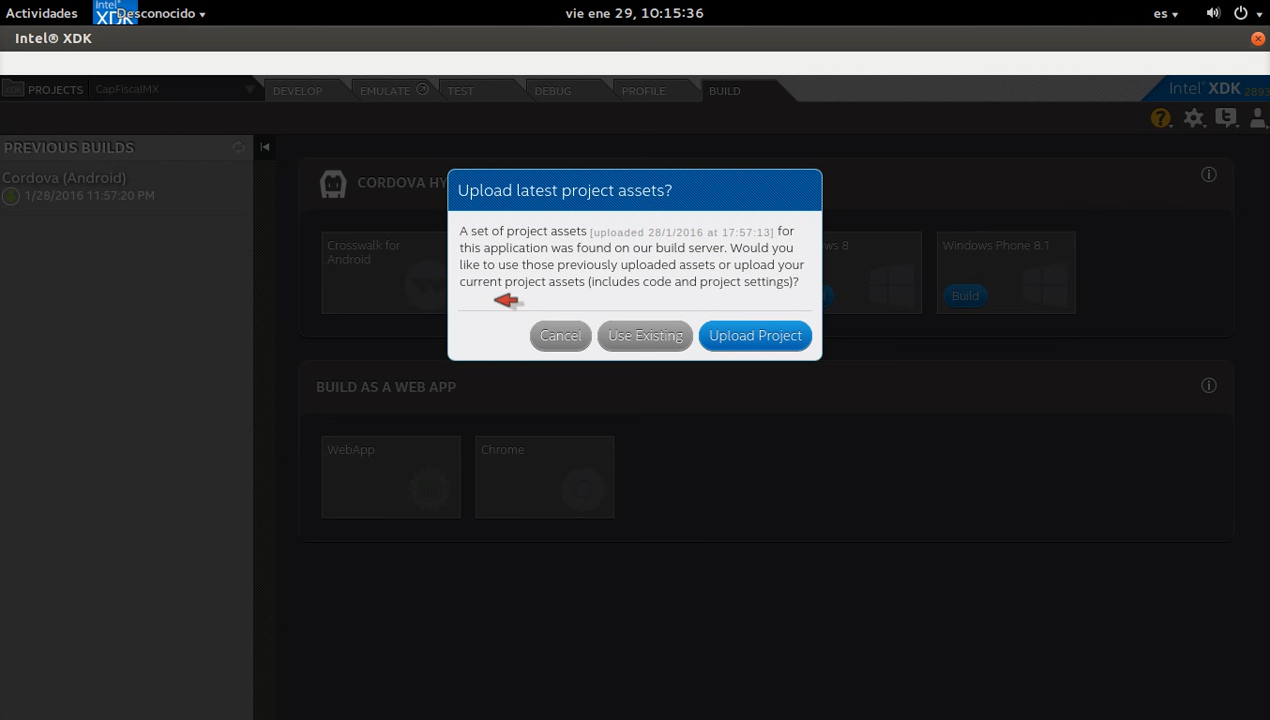 Actividades
Intel
XDK
Desconocido
vie ene 29, 10:15:36
es
Intel® XDK
PROJECTS
CapFiscalMX
DEVELOP
EMULATE
TEST
DEBUG
PROFILE
BUILD
Intel® XDK 2893
PREVIOUS BUILDS
Cordova (Android)
1/28/2016 11:57:20 PM
CORDOVA HY
Upload latest project assets?
A set of project assets [uploaded 28/1/2016 at 17:57:13] for
this application was found on our build server. Would you
like to use those previously uploaded assets or upload your
current project assets (includes code and project settings)?
Cancel
Use Existing
Upload Project
Crosswalk for
Android
s 8
Windows Phone 8.1
Build
BUILD AS A WEB APP
WebApp
Chrome